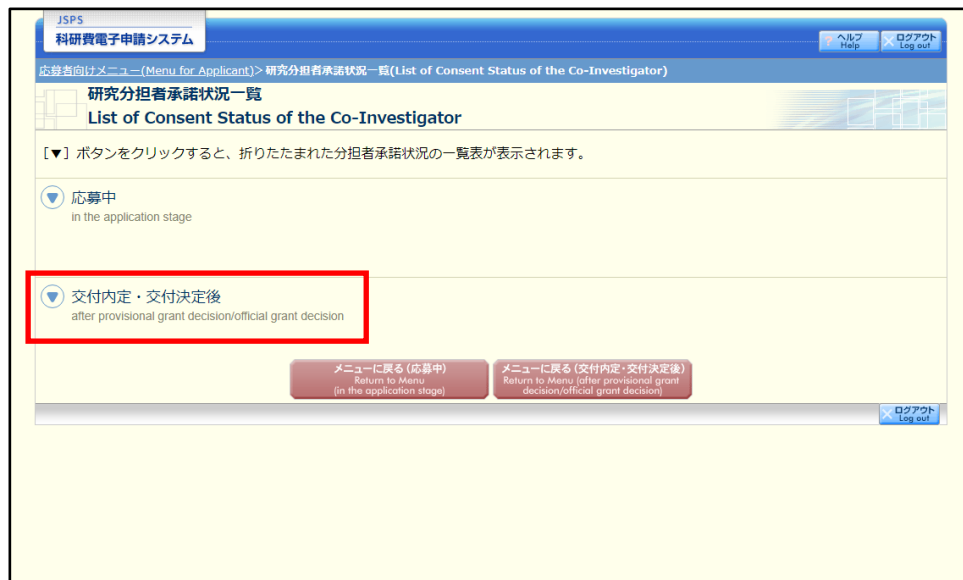 JSPS
科研費電子申請システム
ヘルプ
Help
ログアウト
Log out
応募者向けメニュー(Menu for Applicant)>研究分担者承諾状況一覧(List of Consent Status of the Co-Investigator)
研究分担者承諾状況一覧
List of Consent Status of the Co-Investigator
[▼] ボタンをクリックすると、折りたたまれた分担者承諾状況の一覧表が表示されます。
応募中
in the application stage
交付内定・交付決定後
after provisional grant decision/official grant decision
メニューに戻る(応募中)
Return to Menu
(in the application stage)
メニューに戻る(交付内定・交付決定後)
Return to Menu (after provisional grant
decision/official grant decision)
ログアウト
Log out